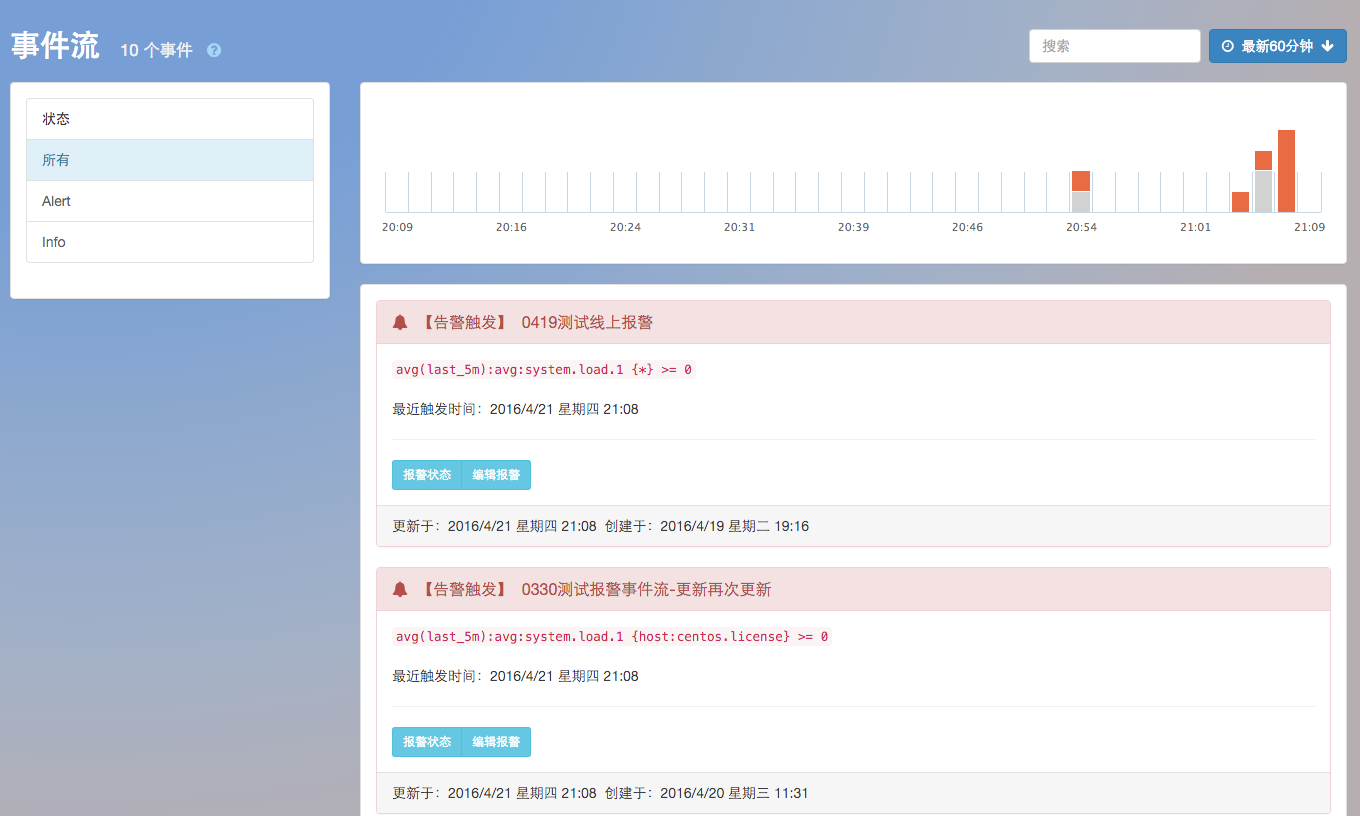 事件流 10 个事件 ?
搜索
最新60分钟
状态
所有
Alert
Info
20:09 20:16 20:24 20:31 20:39 20:46 20:54 21:01 21:09
【告警触发】 0419测试线上报警
avg(last_5m):avg:system.load.1 {*} >= 0
最近触发时间：2016/4/21 星期四 21:08
报警状态 编辑报警
更新于：2016/4/21 星期四 21:08 创建于：2016/4/19 星期二 19:16
【告警触发】 0330测试报警事件流-更新再次更新
avg(last_5m):avg:system.load.1 {host:centos.license} >= 0
最近触发时间：2016/4/21 星期四 21:08
报警状态 编辑报警
更新于：2016/4/21 星期四 21:08 创建于：2016/4/20 星期三 11:31